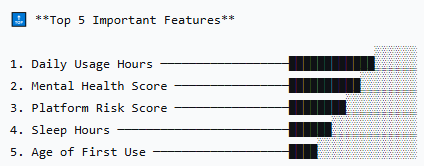 🔝 **Top 5 Important Features**
1. Daily Usage Hours
2. Mental Health Score
3. Platform Risk Score
4. Sleep Hours
5. Age of First Use